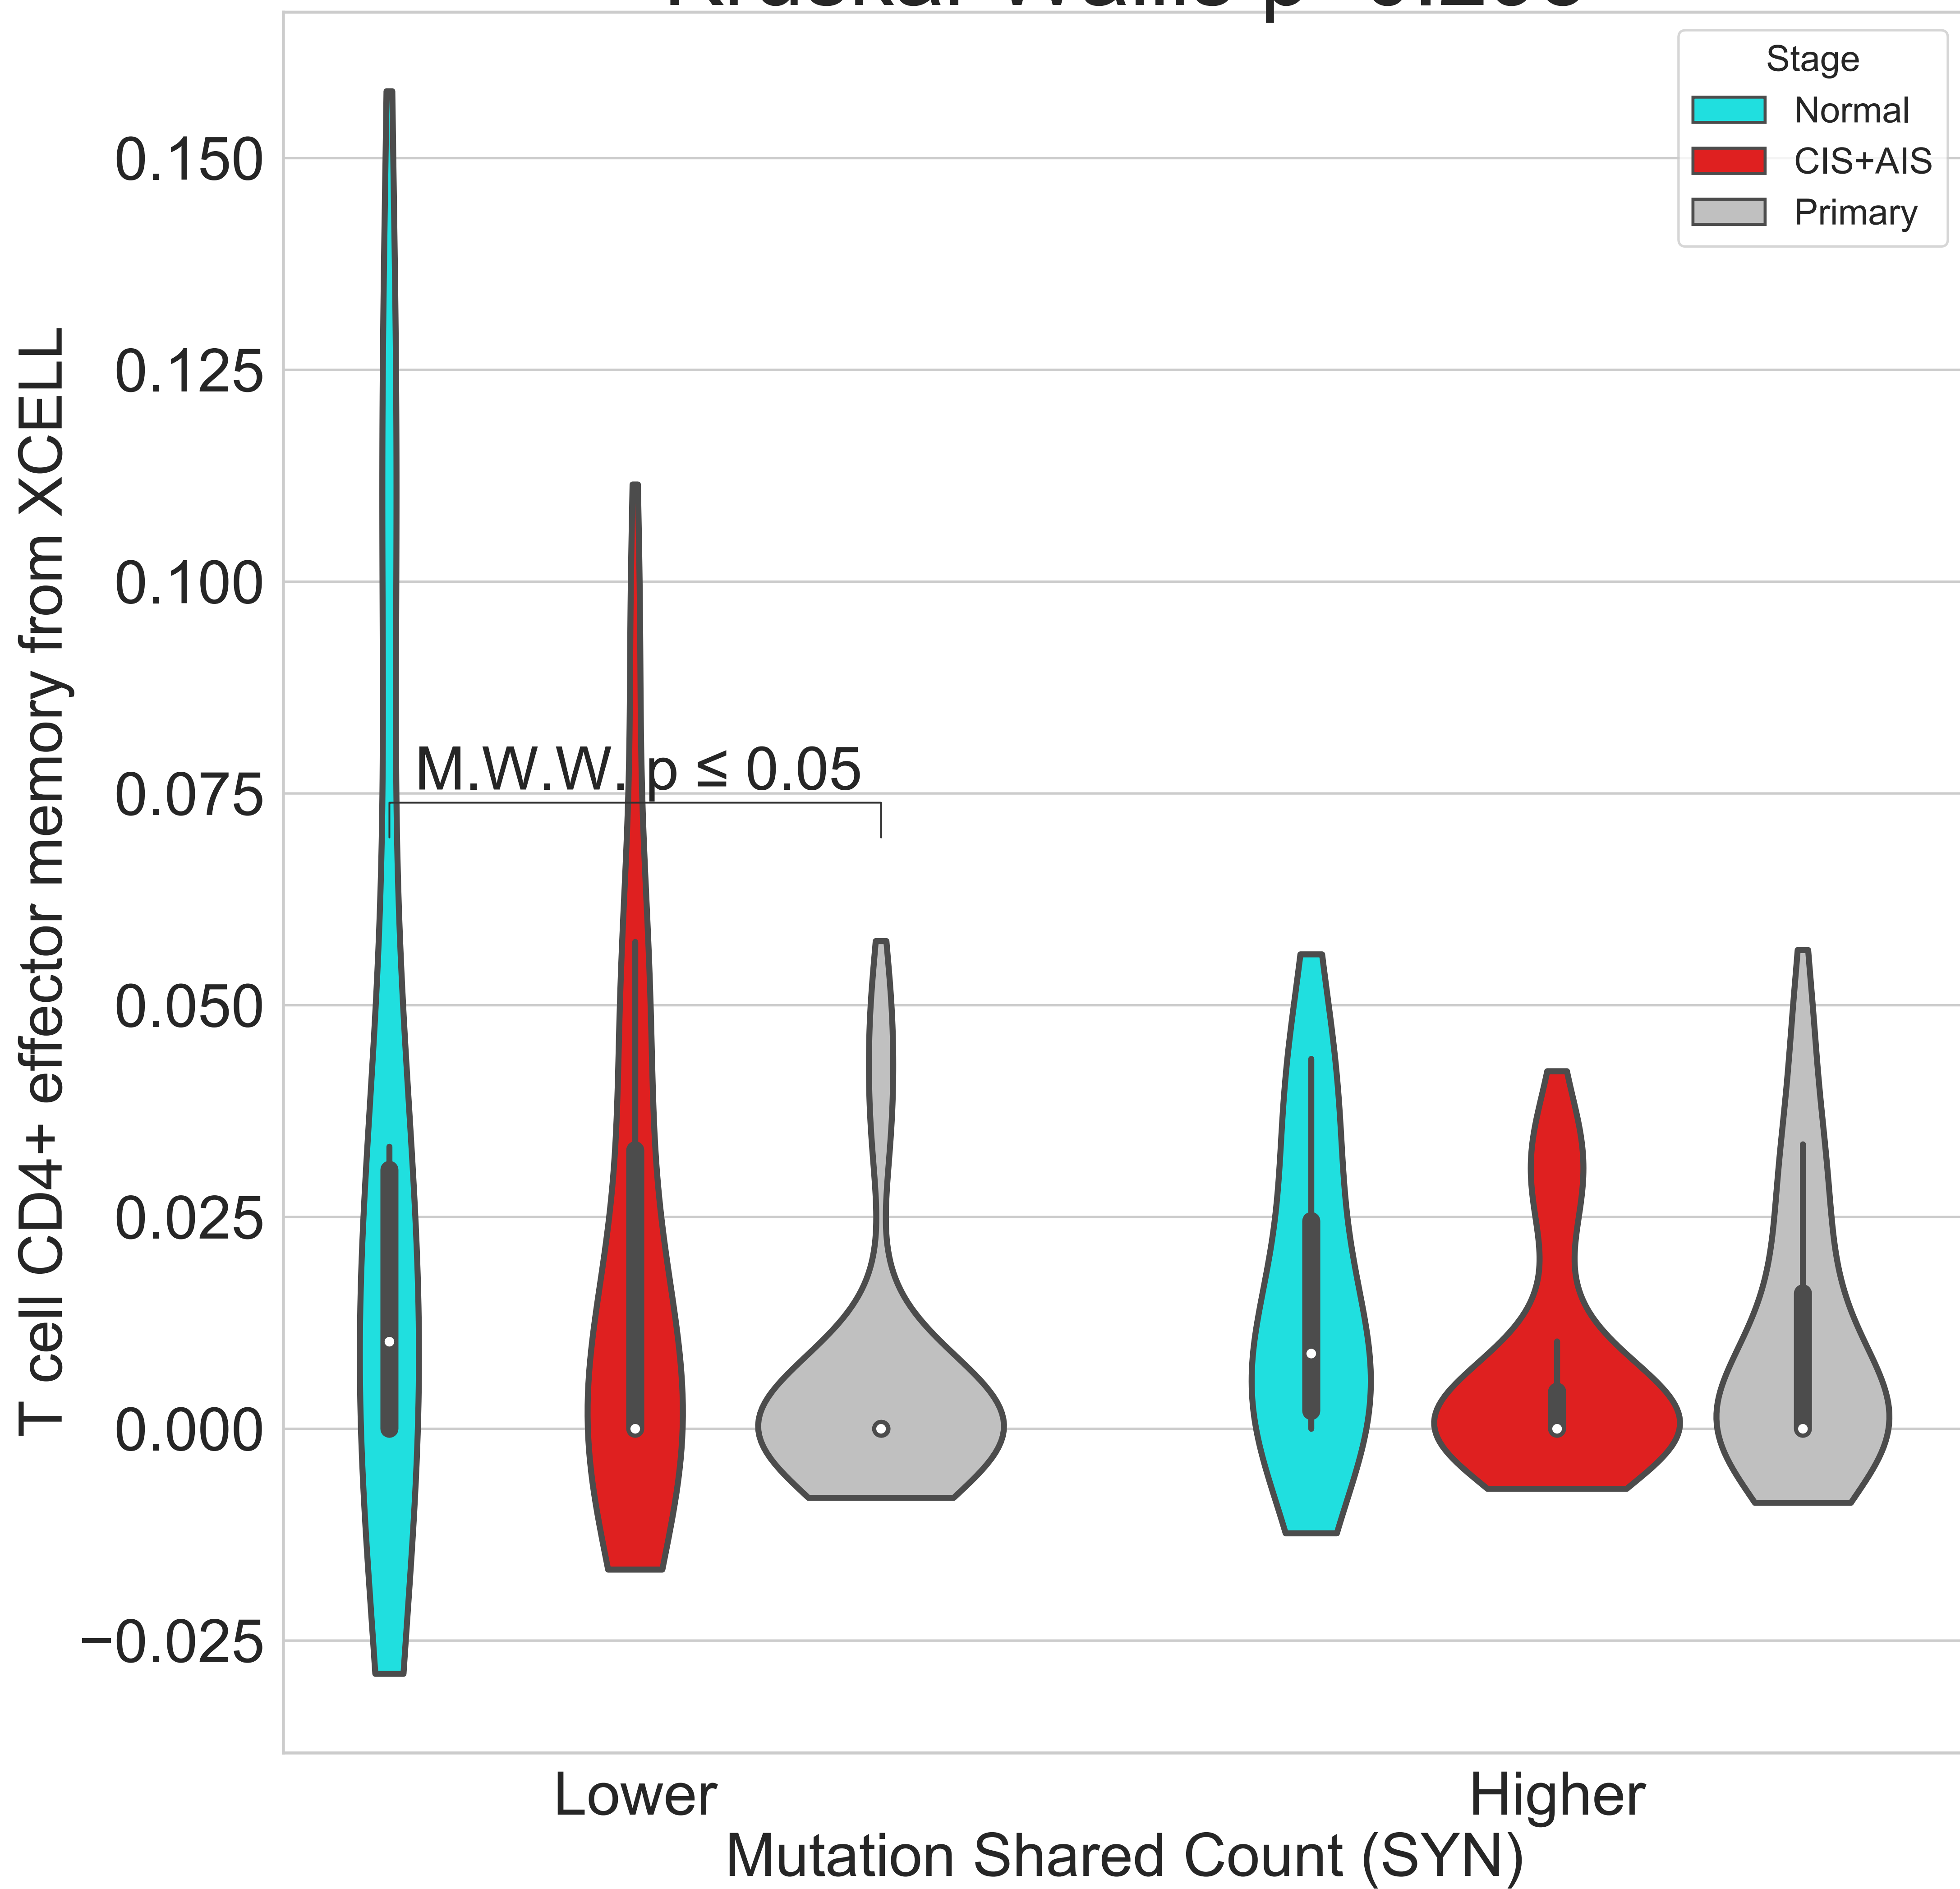 Stage
Normal
CIS+AIS
Primary
0.150
0.125
0.100
0.075
0.050
0.025
0.000
−0.025
T cell CD4+ effector memory from XCELL
M.W.W. p ≤ 0.05
Lower
Higher
Mutation Shared Count (SYN)